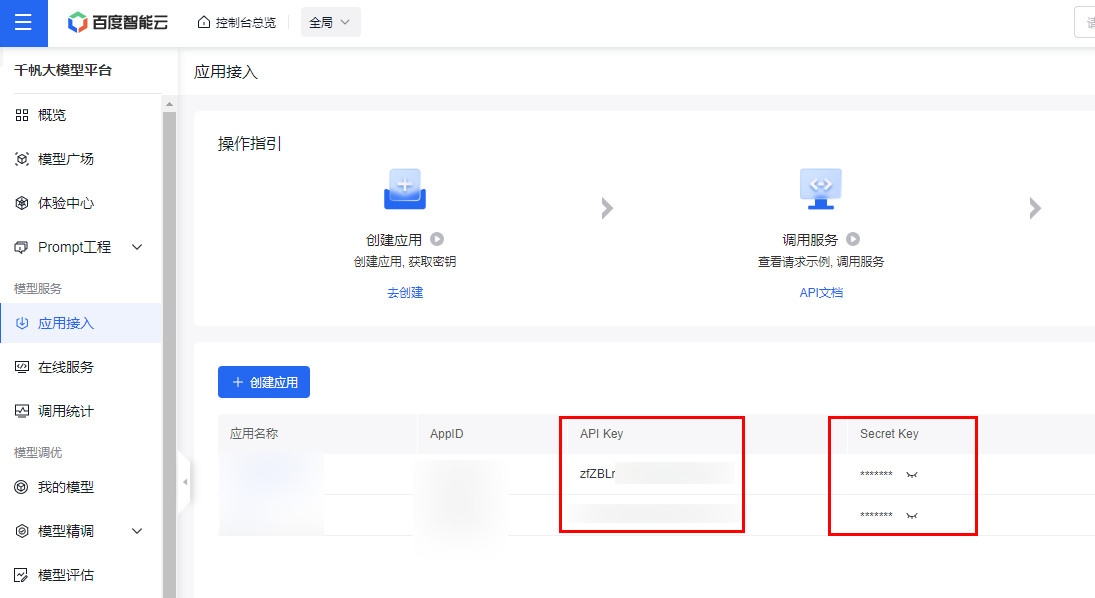 百度智能云
控制台总览
全局
请
千帆大模型平台
概览
模型广场
体验中心
Prompt工程
模型服务
应用接入
在线服务
调用统计
模型调优
我的模型
模型精调
模型评估
应用接入
操作指引
创建应用
创建应用, 获取密钥
去创建
调用服务
查看请求示例, 调用服务
API文档
创建应用
应用名称 AppID API Key Secret Key
zfZBLr *******
*******